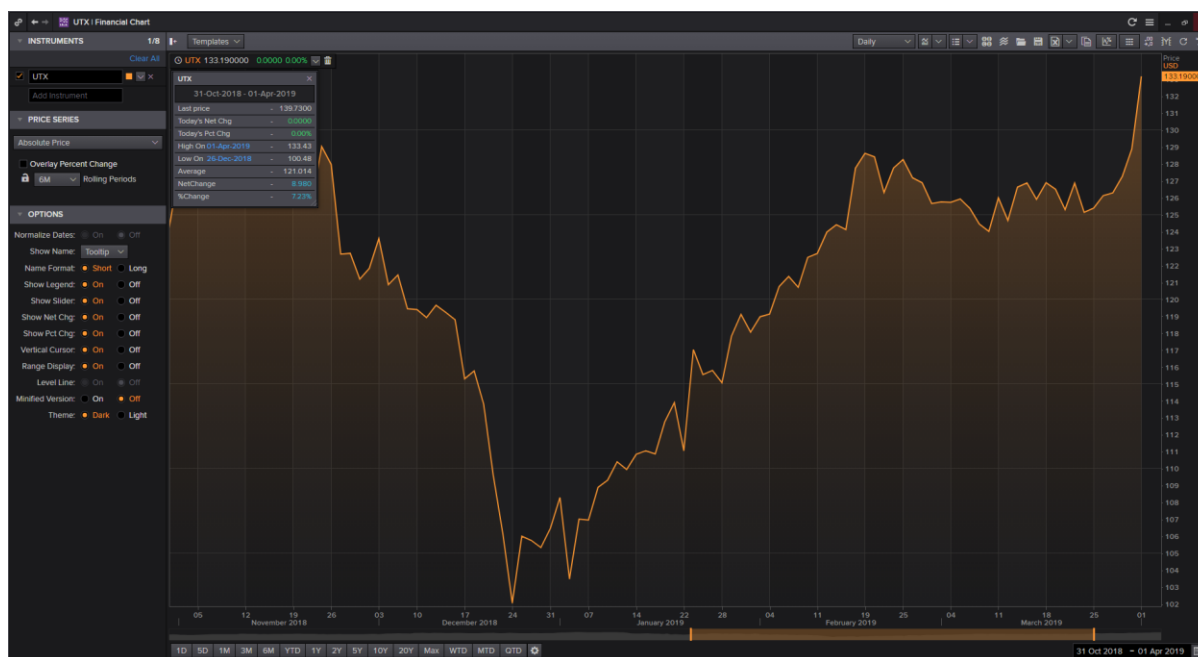 UTX | Financial Chart
INSTRUMENTS 1/8
Clear All
UTX
Add Instrument
PRICE SERIES
Absolute Price
Overlay Percent Change
6M Rolling Periods
OPTIONS
Normalize Dates: On Off
Show Name: Tooltip
Name Format: Short Long
Show Legend: On Off
Show Slider: On Off
Show Net Chg: On Off
Show Pct Chg: On Off
Vertical Cursor: On Off
Range Display: On Off
Level Line: On Off
Minified Version: On Off
Theme: Dark Light
Templates
Daily
UTX 133.190000 0.0000 0.00%
UTX
31-Oct-2018 - 01-Apr-2019
Last price - 139.7300
Today's Net Chg - 0.0000
Today's Pct Chg - 0.00%
High On 01-Apr-2019 - 133.43
Low On 26-Dec-2018 - 100.48
Average - 121.014
NetChange - 8.980
%Change - 7.23%
Price
USD
133.190000
132
131
130
129
128
127
126
125
124
123
122
121
120
119
118
117
116
115
114
113
112
111
110
109
108
107
106
105
104
103
102
05 12 19 26 03 10 17 24 31 07 14 22 28 04 11 19 25 04 11 18 25 01
November 2018 December 2018 January 2019 February 2019 March 2019
1D 5D 1M 3M 6M YTD 1Y 2Y 5Y 10Y 20Y Max WTD MTD QTD
31 Oct 2018 - 01 Apr 2019